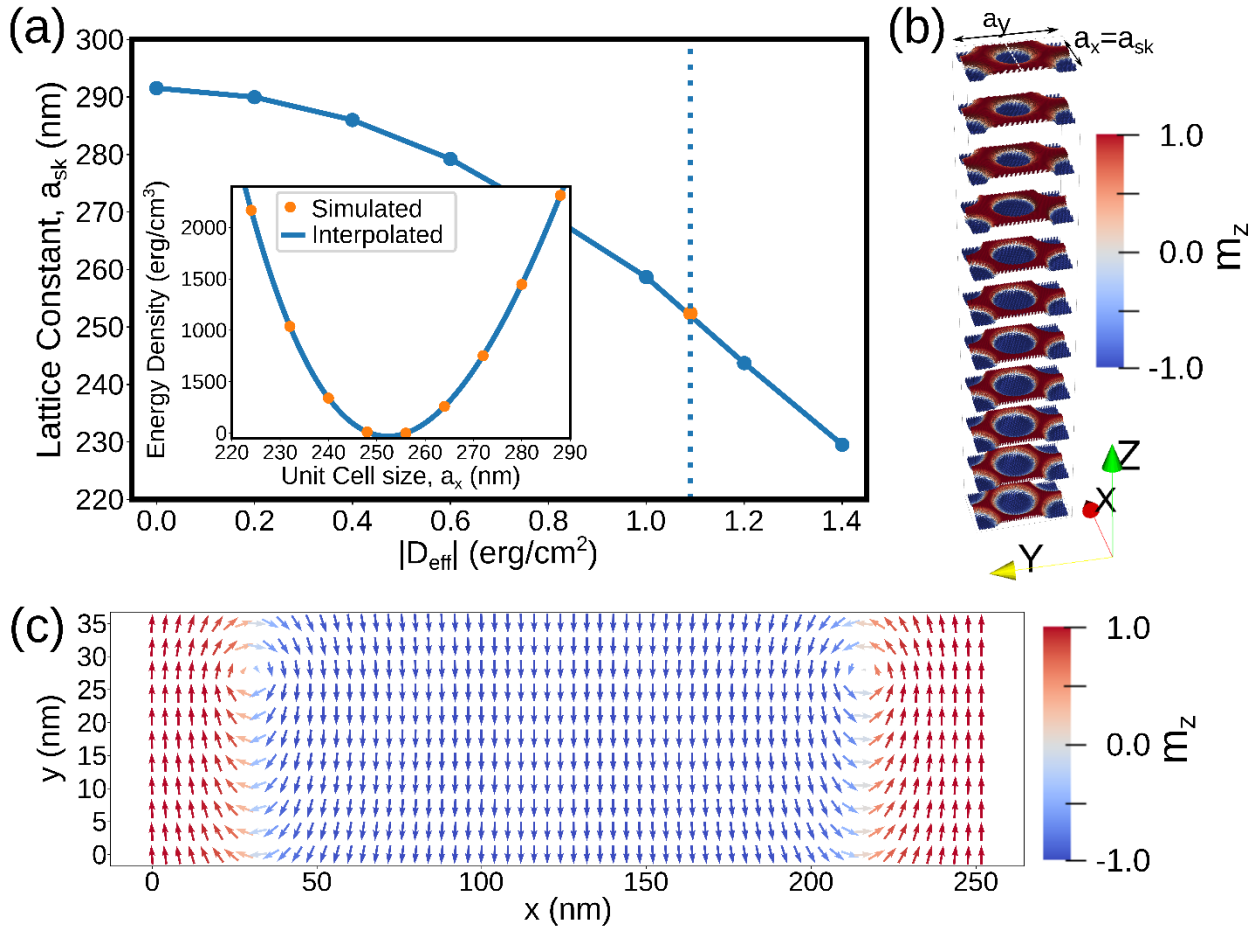 (a)
300
290
280
270
260
250
240
230
220
Lattice Constant, a_sk (nm)
0.0 0.2 0.4 0.6 0.8 1.0 1.2 1.4
|D_eff| (erg/cm²)
Simulated
Interpolated
2000
1500
1000
1500
0
Energy Density (erg/cm³)
220 230 240 250 260 270 280 290
Unit Cell size, a_x (nm)
(b)
a_y
a_x=a_sk
1.0
0.0
-1.0
m_z
Z
X
Y
(c)
35
30
25
20
15
10
5
0
y (nm)
0 50 100 150 200 250
x (nm)
1.0
0.0
-1.0
m_z